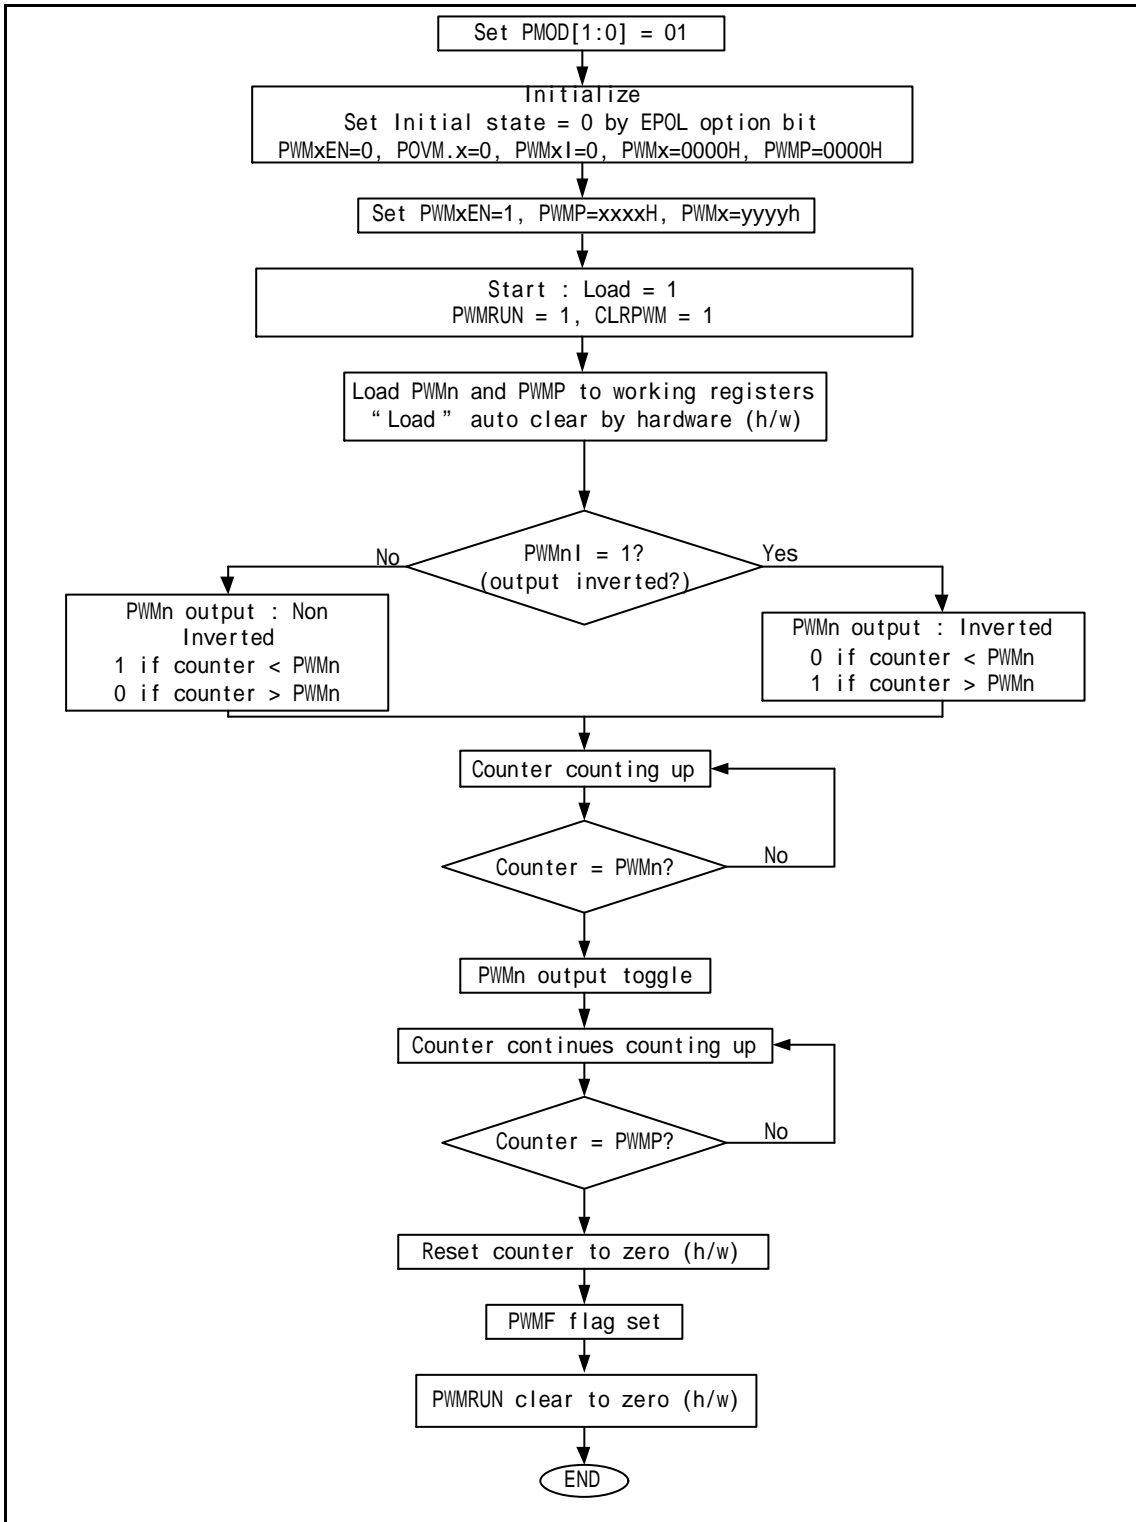 Set PMOD[1:0] = 01
Initialize
Set Initial state = 0 by EPOL option bit
PWMxEN=0, POVM.x=0, PWMxI=0, PWMx=0000H, PWMP=0000H
Set PWMxEN=1, PWMP=xxxxH, PWMx=yyyyh
Start : Load = 1
PWMRUN = 1, CLRPWM = 1
Load PWMn and PWMP to working registers
“Load” auto clear by hardware (h/w)
PWMnI = 1?
(output inverted?)
No
Yes
PWMn output : Non
Inverted
1 if counter < PWMn
0 if counter > PWMn
PWMn output : Inverted
0 if counter < PWMn
1 if counter > PWMn
Counter counting up
Counter = PWMn?
No
PWMn output toggle
Counter continues counting up
Counter = PWMP?
No
Reset counter to zero (h/w)
PWMF flag set
PWMRUN clear to zero (h/w)
END